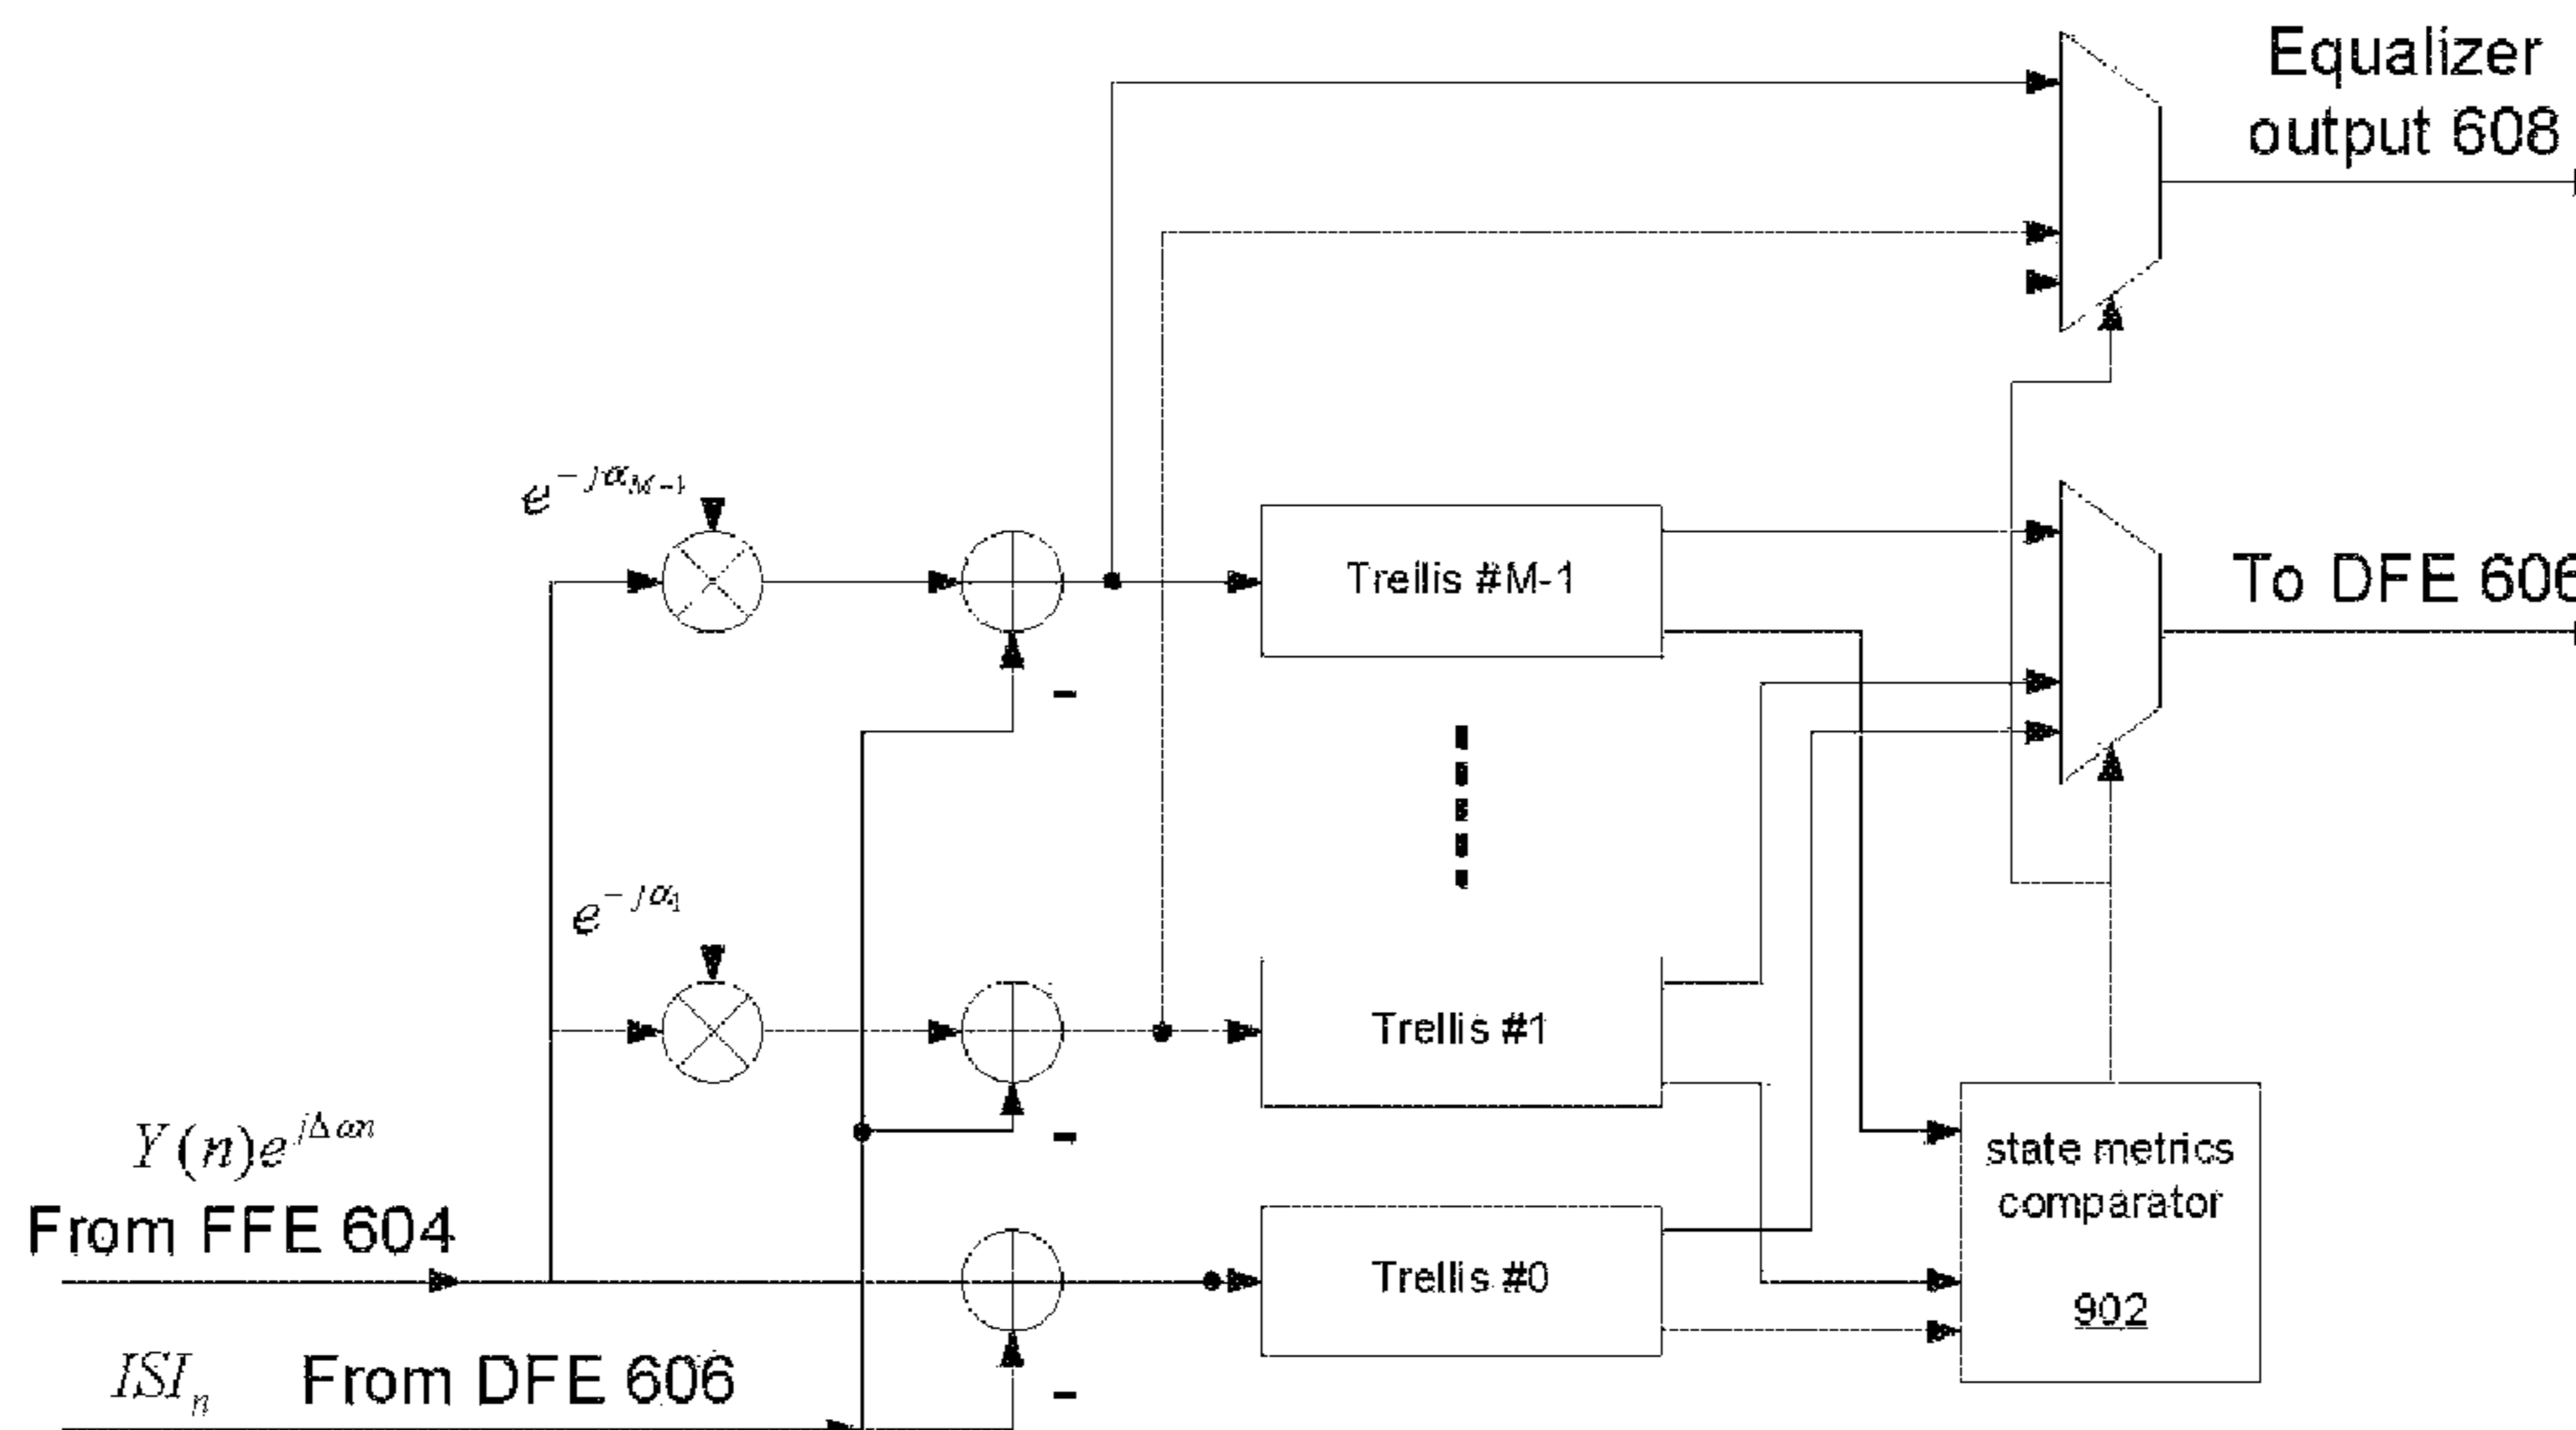 Equalizer
output 608
e^{-jα_{M-1}}
Trellis #M-1
To DFE 606
-
e^{-jα_1}
Trellis #1
-
Y(n)e^{jΔωn}
From FFE 604
state metrics
comparator
902
Trellis #0
ISI_n From DFE 606
-